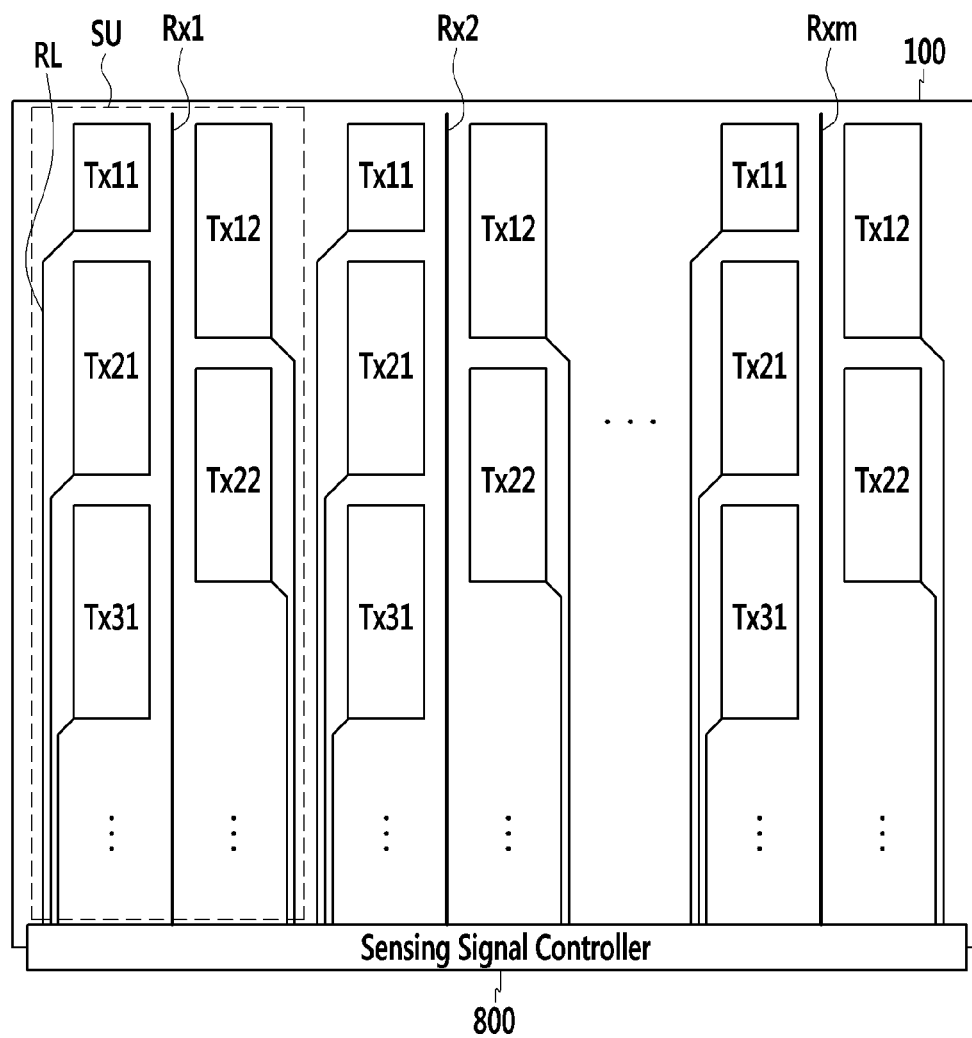 RL SU Rx1 Rx2 Rxm 100
Tx11 Tx11 Tx11
Tx12 Tx12 Tx12
Tx21 Tx21 Tx21
. . .
Tx22 Tx22 Tx22
Tx31 Tx31 Tx31
Sensing Signal Controller
800